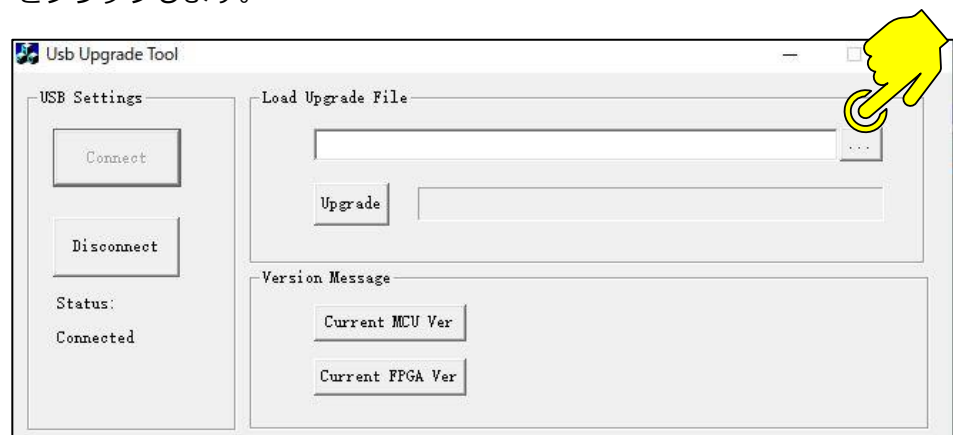 をクリックします。
Usb Upgrade Tool
USB Settings
Connect
Disconnect
Status:
Connected
Load Upgrade File
...
Upgrade
Version Message
Current MCU Ver
Current FPGA Ver